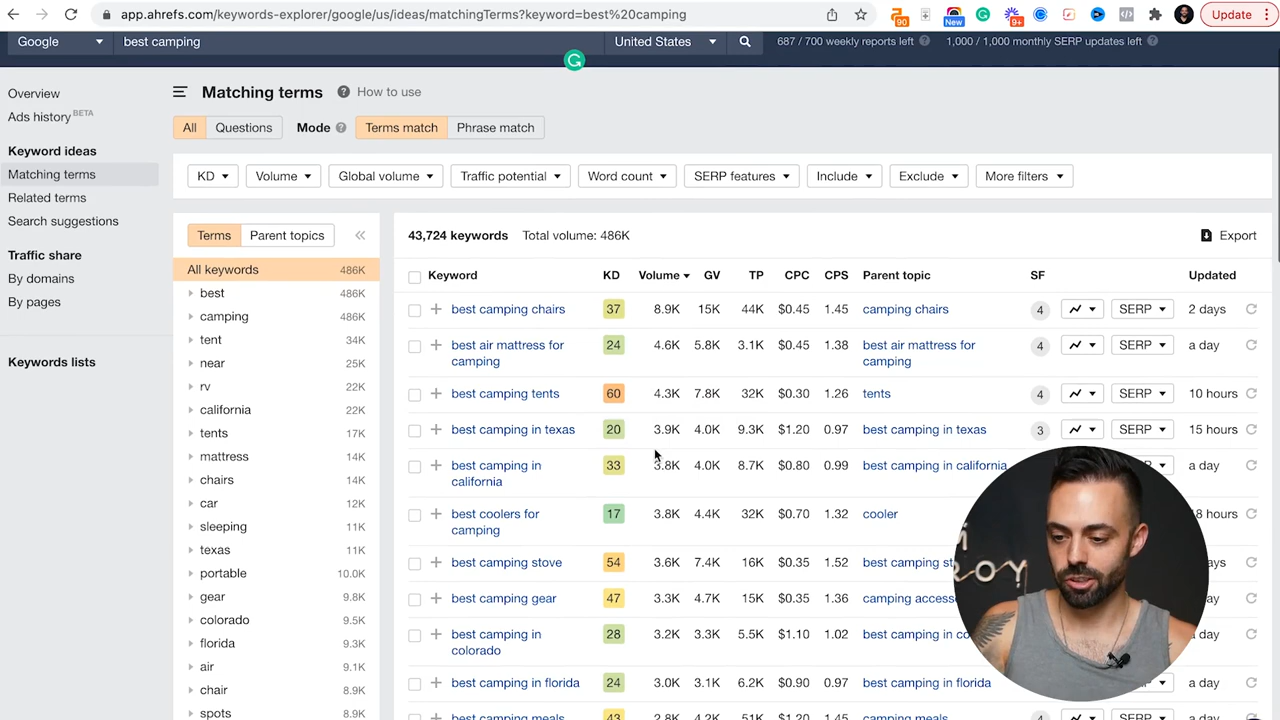 app.ahrefs.com/keywords-explorer/google/us/ideas/matchingTerms?keyword=best%20camping
90
New
9+
Update
Google
best camping
United States
687 / 700 weekly reports left
1,000 / 1,000 monthly SERP updates left
Overview
Ads history BETA
Keyword ideas
Matching terms
Related terms
Search suggestions
Traffic share
By domains
By pages
Keywords lists
Matching terms
How to use
All
Questions
Mode
Terms match
Phrase match
KD
Volume
Global volume
Traffic potential
Word count
SERP features
Include
Exclude
More filters
Terms
Parent topics
All keywords 486K
best 486K
camping 486K
tent 34K
near 23K
rv 22K
california 22K
tents 17K
mattress 14K
chairs 14K
car 12K
sleeping 11K
texas 11K
portable 10.0K
gear 9.8K
colorado 9.5K
florida 9.3K
air 9.1K
chair 8.9K
spots 8.7K
43,724 keywords Total volume: 486K
Export
Keyword KD Volume GV TP CPC CPS Parent topic SF Updated
best camping chairs 37 8.9K 15K 44K $0.45 1.45 camping chairs 4 SERP 2 days
best air mattress for 24 4.6K 5.8K 3.1K $0.45 1.38 best air mattress for 4 SERP a day
camping camping
best camping tents 60 4.3K 7.8K 32K $0.30 1.26 tents 4 SERP 10 hours
best camping in texas 20 3.9K 4.0K 9.3K $1.20 0.97 best camping in texas 3 SERP 15 hours
best camping in 33 3.8K 4.0K 8.7K $0.80 0.99 best camping in california a day
california
best coolers for 17 3.8K 4.4K 32K $0.70 1.32 cooler hours
camping
best camping stove 54 3.6K 7.4K 16K $0.35 1.52 best camping
best camping gear 47 3.3K 4.7K 15K $0.35 1.36 camping day
best camping in 28 3.2K 3.3K 5.5K $1.10 1.02 best camping in day
colorado
best camping in florida 24 3.0K 3.1K 6.2K $0.90 0.97 best camping in florida SERP a day
best camping meals 43 2.8K 4.2K 51K $1.20 1.45 camping meals 4 SERP a day